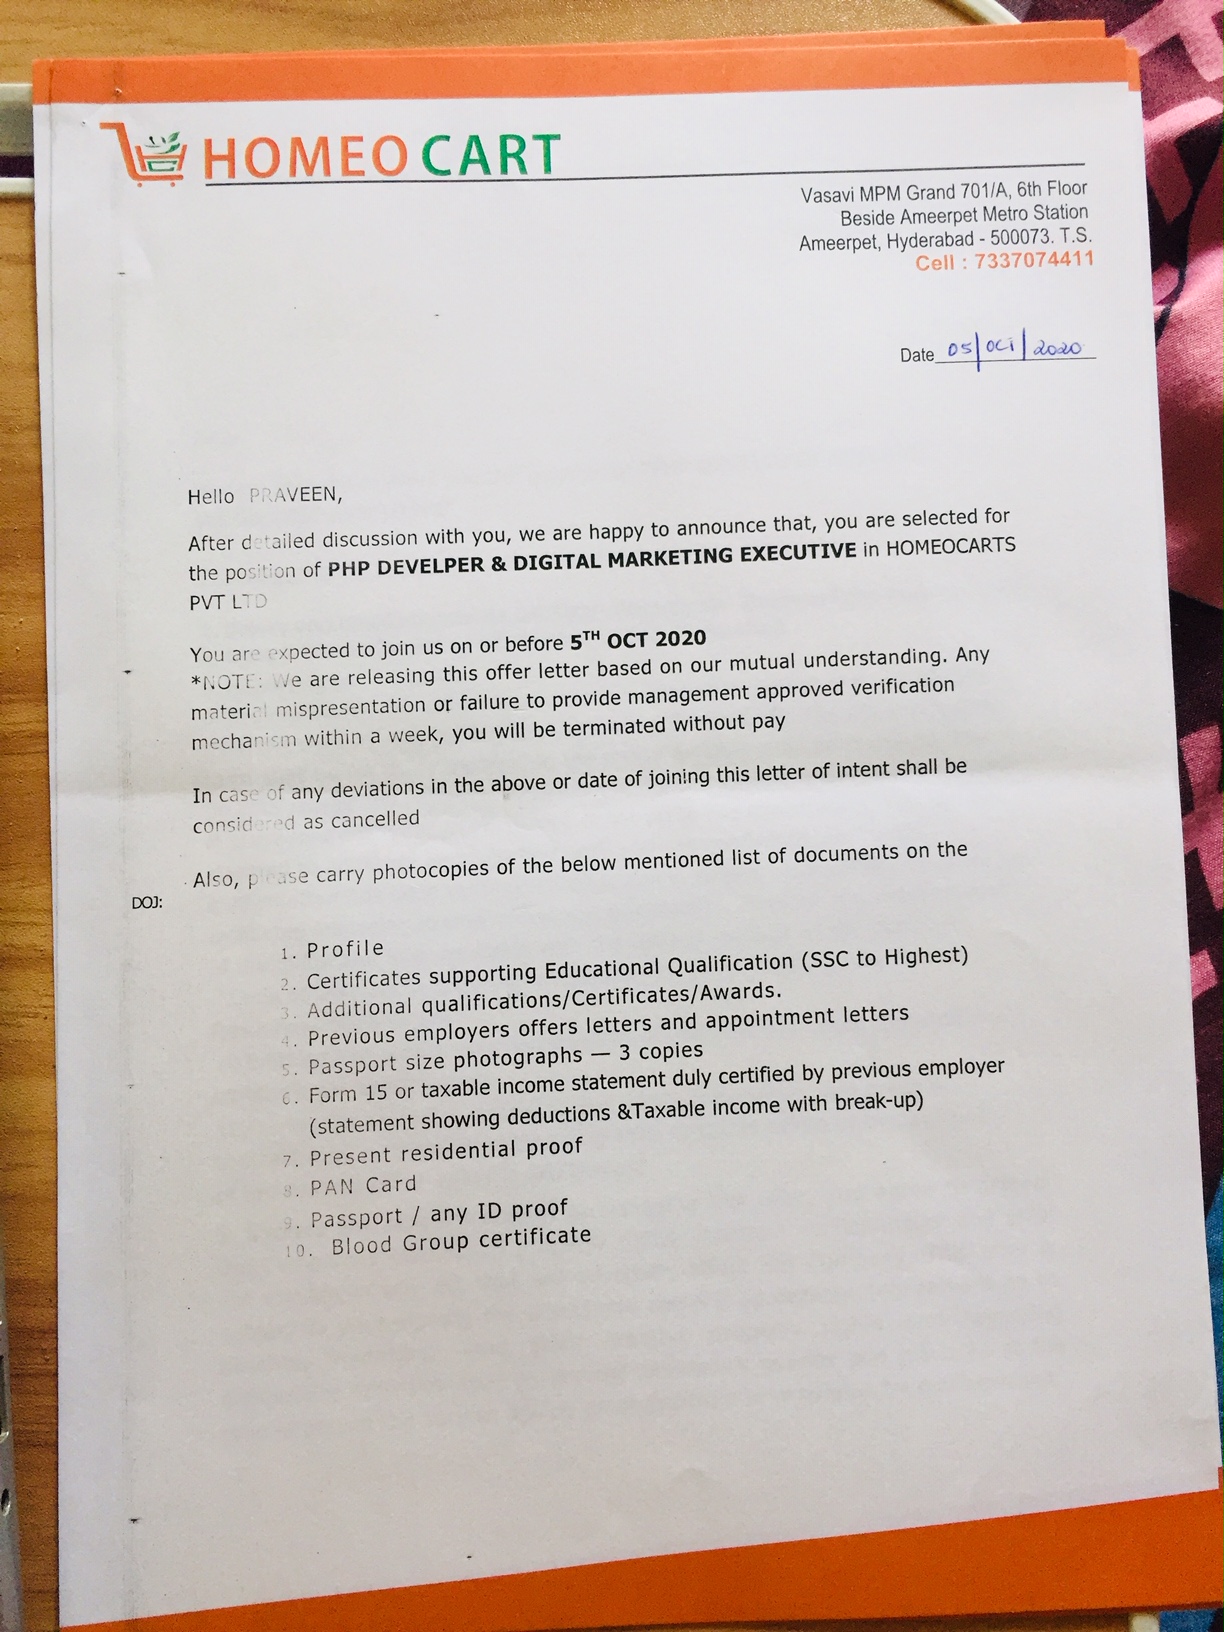 HOMEO CART
Vasavi MPM Grand 701/A, 6th Floor
Beside Ameerpet Metro Station
Ameerpet, Hyderabad - 500073. T.S.
Cell : 7337074411
Date 05/Oct/2020
Hello PRAVEEN,
After detailed discussion with you, we are happy to announce that, you are selected for
the position of PHP DEVELPER & DIGITAL MARKETING EXECUTIVE in HOMEOCARTS
PVT LTD
You are expected to join us on or before 5TH OCT 2020
*NOTE: We are releasing this offer letter based on our mutual understanding. Any
material mispresentation or failure to provide management approved verification
mechanism within a week, you will be terminated without pay
In case of any deviations in the above or date of joining this letter of intent shall be
considered as cancelled
Also, please carry photocopies of the below mentioned list of documents on the
DOJ:
1. Profile
2. Certificates supporting Educational Qualification (SSC to Highest)
3. Additional qualifications/Certificates/Awards.
4. Previous employers offers letters and appointment letters
5. Passport size photographs — 3 copies
6. Form 15 or taxable income statement duly certified by previous employer
(statement showing deductions &Taxable income with break-up)
7. Present residential proof
8. PAN Card
9. Passport / any ID proof
10. Blood Group certificate